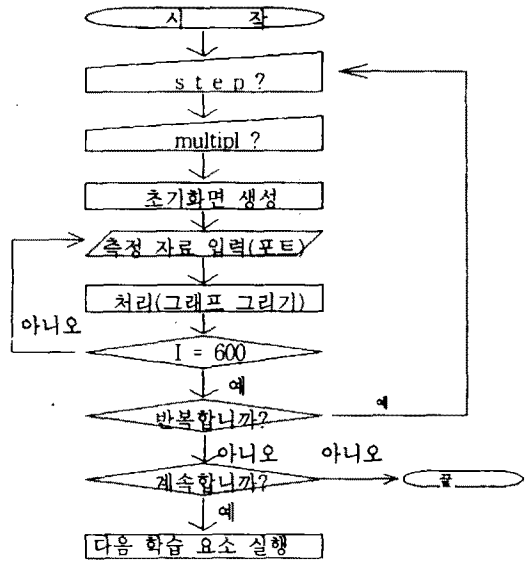 시 작
step?
multipl ?
초기화면 생성
측정 자료 입력(포트)
처리(그래프 그리기)
아니오
I = 600
예
반복합니까?
예
아니오
아니오
계속합니까?
끝
예
다음 학습 요소 실행